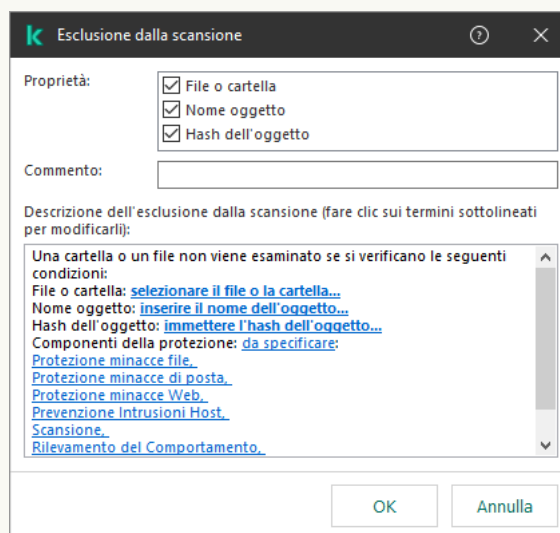 Esclusione dalla scansione
Proprietà:
File o cartella
Nome oggetto
Hash dell'oggetto
Commento:
Descrizione dell'esclusione dalla scansione (fare clic sui termini sottolineati
per modificarli):
Una cartella o un file non viene esaminato se si verificano le seguenti
condizioni:
File o cartella: selezionare il file o la cartella...
Nome oggetto: inserire il nome dell'oggetto...
Hash dell'oggetto: immettere l'hash dell'oggetto...
Componenti della protezione: da specificare:
Protezione minacce file,
Protezione minacce di posta,
Protezione minacce Web,
Prevenzione Intrusioni Host,
Scansione,
Rilevamento del Comportamento,
OK
Annulla